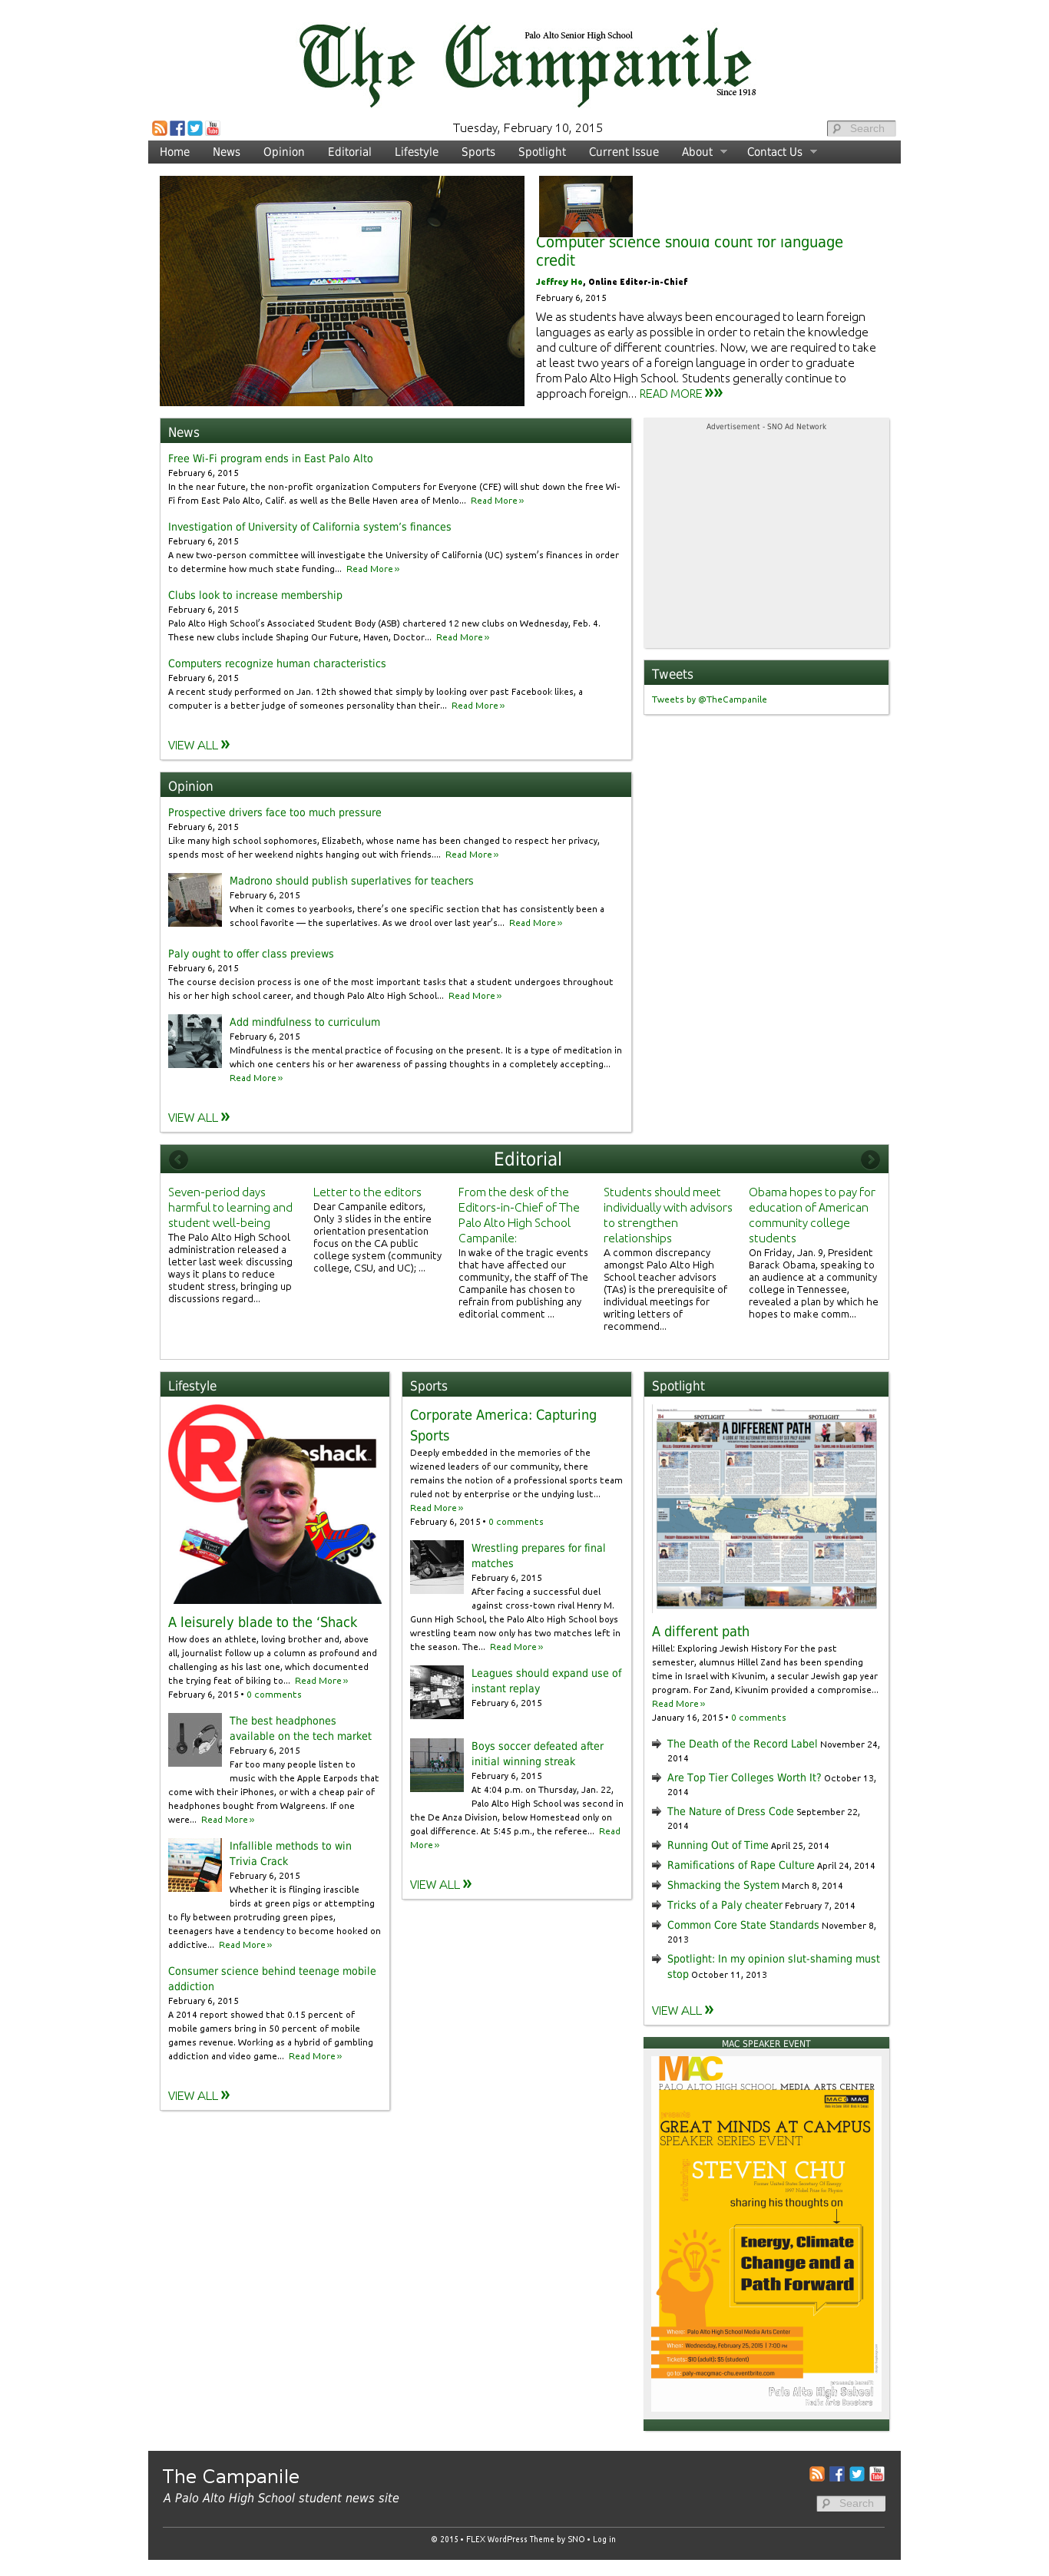 The Campanile
Palo Alto Senior High School
Since 1918
Tuesday, February 10, 2015
Search
Home News Opinion Editorial Lifestyle Sports Spotlight Current Issue About Contact Us
Computer science should count for language
credit
Jeffrey Ho, Online Editor-in-Chief
February 6, 2015
We as students have always been encouraged to learn foreign
languages as early as possible in order to retain the knowledge
and culture of different countries. Now, we are required to take
at least two years of a foreign language in order to graduate
from Palo Alto High School. Students generally continue to
approach foreign... READ MORE »»
News
Free Wi-Fi program ends in East Palo Alto
February 6, 2015
In the near future, the non-profit organization Computers for Everyone (CFE) will shut down the free Wi-
Fi from East Palo Alto, Calif. as well as the Belle Haven area of Menlo... Read More »
Investigation of University of California system's finances
February 6, 2015
A new two-person committee will investigate the University of California (UC) system's finances in order
to determine how much state funding... Read More »
Clubs look to increase membership
February 6, 2015
Palo Alto High School's Associated Student Body (ASB) chartered 12 new clubs on Wednesday, Feb. 4.
These new clubs include Shaping Our Future, Haven, Doctor... Read More »
Computers recognize human characteristics
February 6, 2015
A recent study performed on Jan. 12th showed that simply by looking over past Facebook likes, a
computer is a better judge of someones personality than their... Read More »
VIEW ALL »
Advertisement - SNO Ad Network
Tweets
Tweets by @TheCampanile
Opinion
Prospective drivers face too much pressure
February 6, 2015
Like many high school sophomores, Elizabeth, whose name has been changed to respect her privacy,
spends most of her weekend nights hanging out with friends.... Read More »
Madrono should publish superlatives for teachers
February 6, 2015
When it comes to yearbooks, there's one specific section that has consistently been a
school favorite — the superlatives. As we drool over last year's... Read More »
Paly ought to offer class previews
February 6, 2015
The course decision process is one of the most important tasks that a student undergoes throughout
his or her high school career, and though Palo Alto High School... Read More »
Add mindfulness to curriculum
February 6, 2015
Mindfulness is the mental practice of focusing on the present. It is a type of meditation in
which one centers his or her awareness of passing thoughts in a completely accepting...
Read More »
VIEW ALL »
Editorial
Seven-period days
harmful to learning and
student well-being
The Palo Alto High School
administration released a
letter last week discussing
ways it plans to reduce
student stress, bringing up
discussions regard...
Letter to the editors
Dear Campanile editors,
Only 3 slides in the entire
orientation presentation
focus on the CA public
college system (community
college, CSU, and UC); ...
From the desk of the
Editors-in-Chief of The
Palo Alto High School
Campanile:
In wake of the tragic events
that have affected our
community, the staff of The
Campanile has chosen to
refrain from publishing any
editorial comment ...
Students should meet
individually with advisors
to strengthen
relationships
A common discrepancy
amongst Palo Alto High
School teacher advisors
(TAs) is the prerequisite of
individual meetings for
writing letters of
recommend...
Obama hopes to pay for
education of American
community college
students
On Friday, Jan. 9, President
Barack Obama, speaking to
an audience at a community
college in Tennessee,
revealed a plan by which he
hopes to make comm...
Lifestyle
A leisurely blade to the 'Shack
How does an athlete, loving brother and, above
all, journalist follow up on a column as profound and
challenging as his last one, which documented
the trying feat of biking to... Read More »
February 6, 2015 • 0 comments
The best headphones
available on the tech market
February 6, 2015
Far too many people listen to
music with the Apple Earpods that
come with their iPhones, or with a cheap pair of
headphones bought from Walgreens. If one
were... Read More »
Infallible methods to win
Trivia Crack
February 6, 2015
Whether it is flinging irascible
birds at green pigs or attempting
to fly between protruding green pipes,
teenagers have a tendency to become hooked on
addictive... Read More »
Consumer science behind teenage mobile
addiction
February 6, 2015
A 2014 report showed that 0.15 percent of
mobile gamers bring in 50 percent of mobile
games revenue. Working as a hybrid of gambling
addiction and video game... Read More »
VIEW ALL »
Sports
Corporate America: Capturing
Sports
Deeply embedded in the memories of the
wizened leaders of our community, there
remains the notion of a professional sports team
ruled not by enterprise or the undying lust...
Read More »
February 6, 2015 • 0 comments
Wrestling prepares for final
matches
February 6, 2015
After facing a successful duel
against cross-town rival Henry M.
Gunn High School, the Palo Alto High School boys
wrestling team now only has two matches left in
the season. The... Read More »
Leagues should expand use of
instant replay
February 6, 2015
Boys soccer defeated after
initial winning streak
February 6, 2015
At 4:04 p.m. on Thursday, Jan. 22,
Palo Alto High School was second in
the De Anza Division, below Homestead only on
goal difference. At 5:45 p.m., the referee... Read
More »
VIEW ALL »
Spotlight
SPOTLIGHT A DIFFERENT PATH SPOTLIGHT
A different path
Hillel: Exploring Jewish History For the past
semester, alumnus Hillel Zand has been spending
time in Israel with Kivunim, a secular Jewish gap year
program. For Zand, Kivunim provided a compromise...
Read More »
January 16, 2015 • 0 comments
The Death of the Record Label November 24,
2014
Are Top Tier Colleges Worth It? October 13,
2014
The Nature of Dress Code September 22,
2014
Running Out of Time April 25, 2014
Ramifications of Rape Culture April 24, 2014
Shmacking the System March 8, 2014
Tricks of a Paly cheater February 7, 2014
Common Core State Standards November 8,
2013
Spotlight: In my opinion slut-shaming must
stop October 11, 2013
VIEW ALL »
MAC SPEAKER EVENT
MAC
PALO ALTO HIGH SCHOOL MEDIA ARTS CENTER
GREAT MINDS AT CAMPUS
SPEAKER SERIES EVENT
STEVEN CHU
sharing his thoughts on
Energy, Climate
Change and a
Path Forward
Where: Palo Alto High School Media Arts Center
When: Wednesday, February 25, 2015 | 7:00 PM
Tickets: $10 (adult); $5 (student)
go to: paly-macgmac-chu.eventbrite.com
Palo Alto High School
Media Arts Boosters
The Campanile
A Palo Alto High School student news site
Search
© 2015 • FLEX WordPress Theme by SNO • Log in